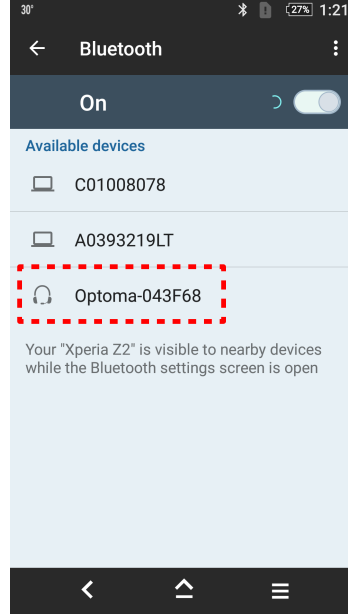 30°
27% 1:21
Bluetooth
On
Available devices
C01008078
A0393219LT
Optoma-043F68
Your "Xperia Z2" is visible to nearby devices
while the Bluetooth settings screen is open